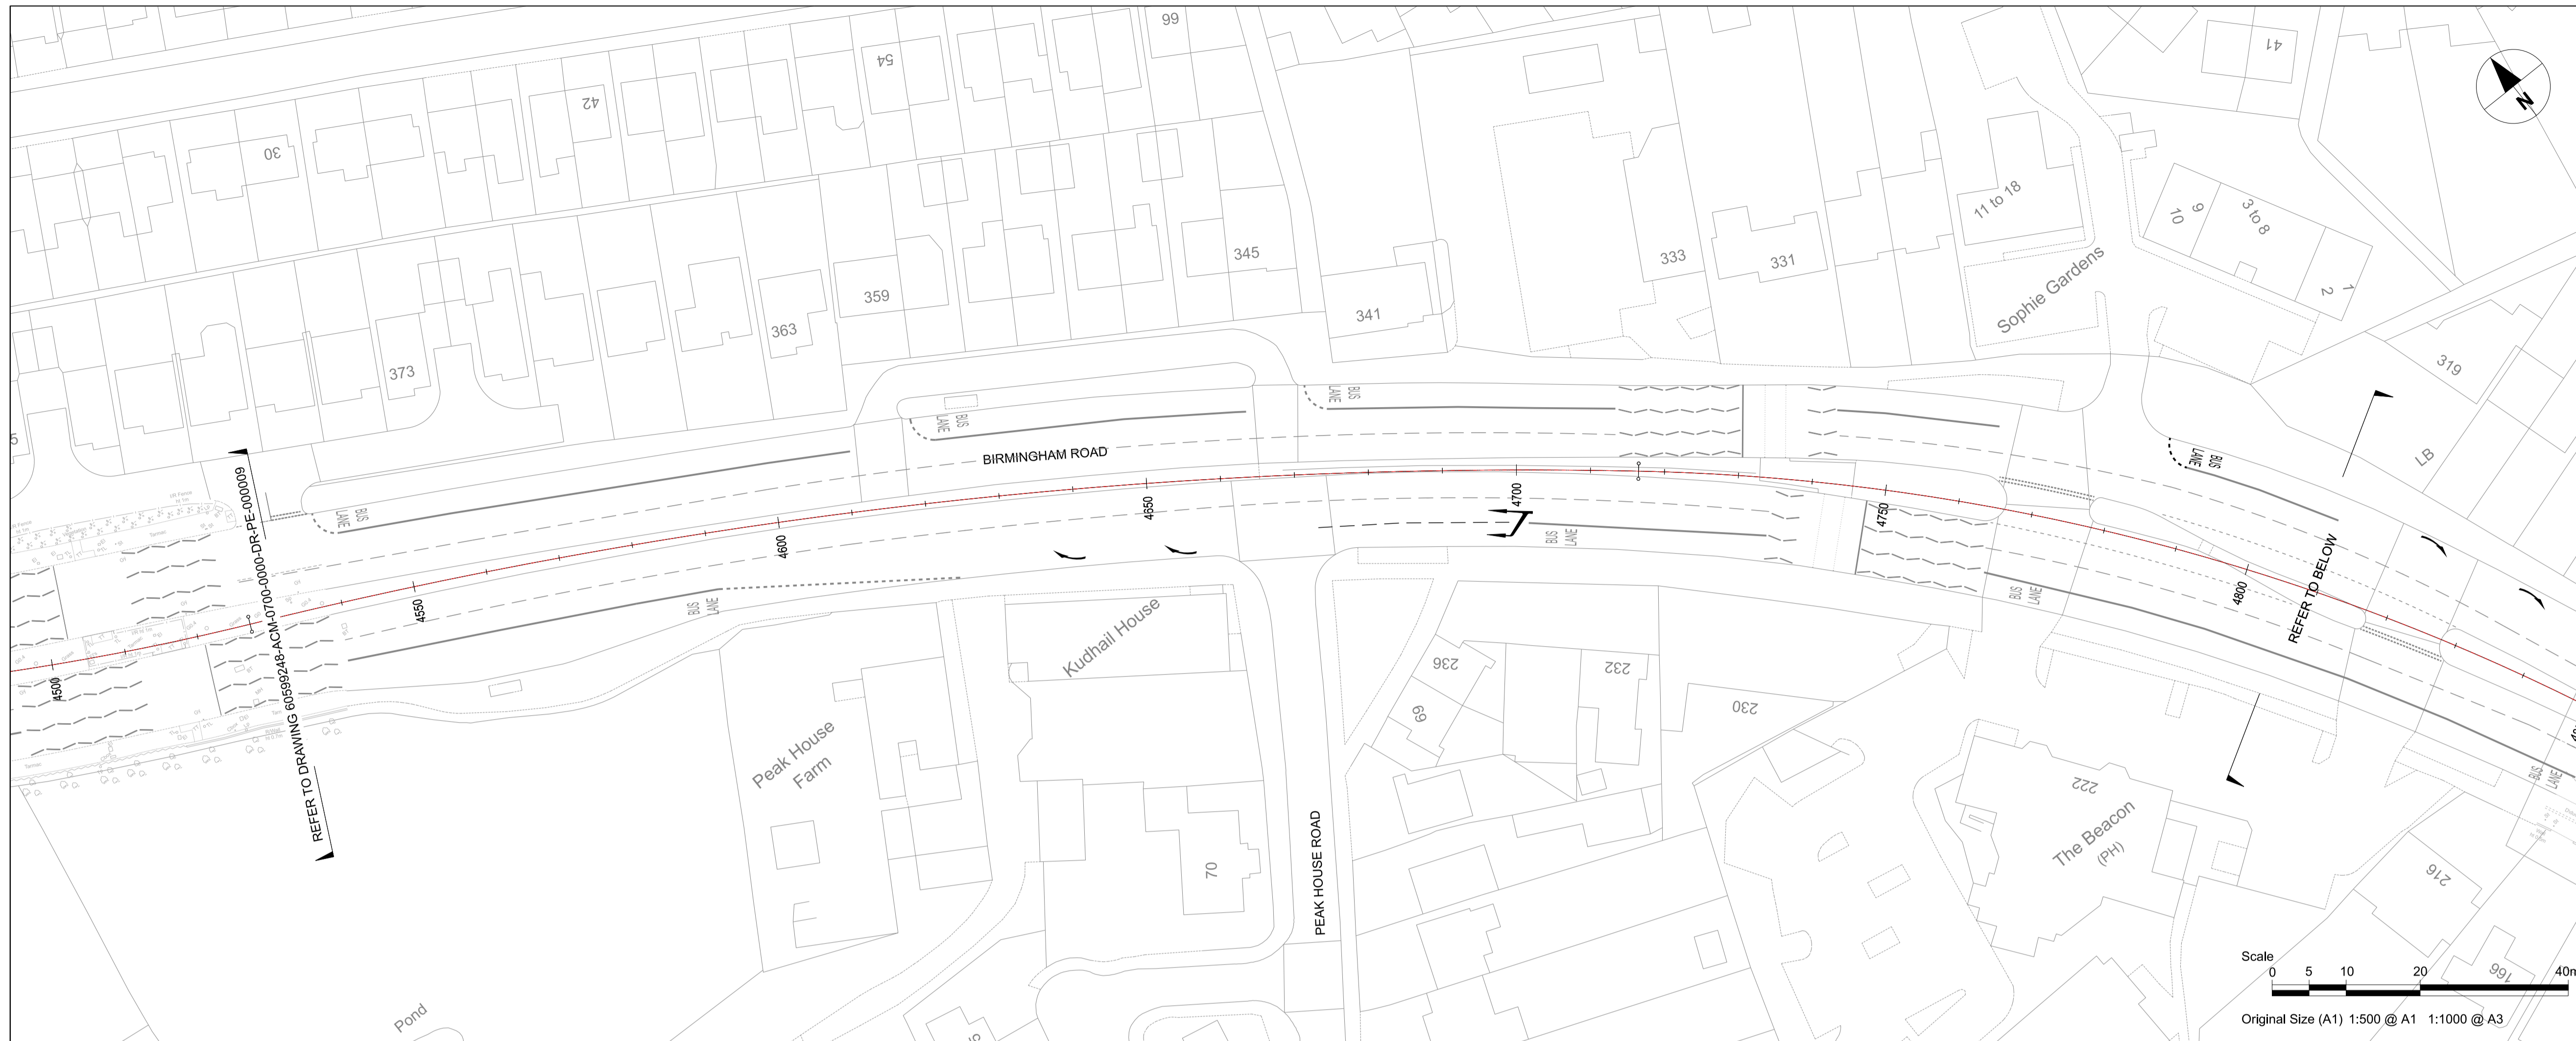 66
54
42
30
41
N
11 to 18
10
9
3 to 8
1
2
Sophie Gardens
345
333
331
341
359
363
373
5
319
LB
BUS
LANE
BUS
LANE
BUS
LANE
BUS
LANE
BIRMINGHAM ROAD
4500
4550
4600
4650
4700
4750
4800
BUS
LANE
BUS
LANE
BUS
LANE
BUS
LANE
REFER TO DRAWING 60599248-ACM-0700-0000-DR-PE-000009
REFER TO BELOW
Kudhail House
Peak House
Farm
236
69
232
230
222
The Beacon
(PH)
216
166
70
PEAK HOUSE ROAD
Pond
Scale
0 5 10 20 40m
Original Size (A1) 1:500 @ A1 1:1000 @ A3